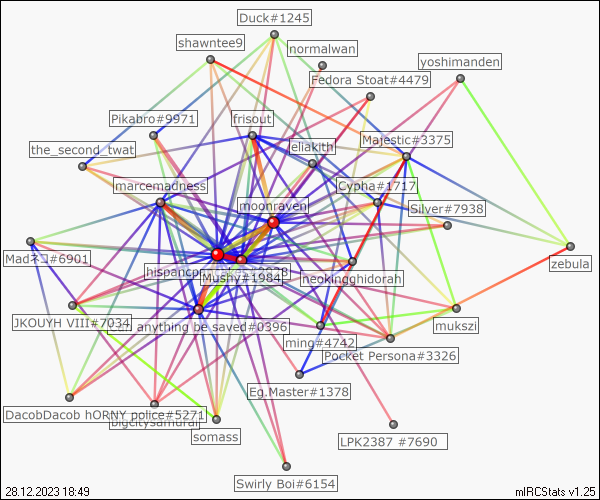 Duck#1245
shawntee9
normalwan
yoshimanden
Fedora Stoat#4479
Pikabro#9971
frisout
Majestic#3375
the_second_twat
eliakith
marcemadness
Cypha#1717
moonraven
Silver#7938
Madネコ#6901
zebula
Mushy#1984
neckingghidorah
JKOUYH VIII#7034
anything be saved#0396
mukszi
ming#4742
Pocket Persona#3326
Eg.Master#1378
DacobDacob hORNY police#5271
bigcitysamurai
somass
LPK2387 #7690
Swirly Boi#6154
28.12.2023 18:49
mIRCStats v1.25